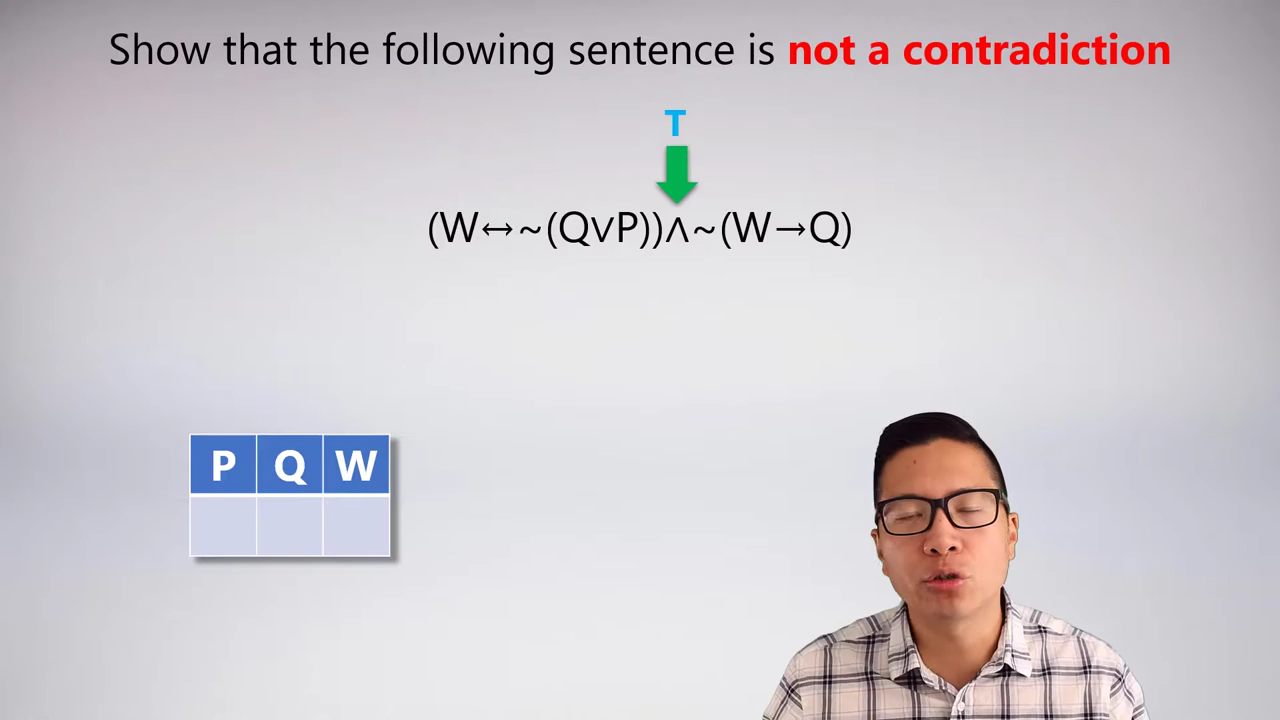 Show that the following sentence is not a contradiction
T
(W↔~(Q∨P))∧~(W→Q)
P Q W